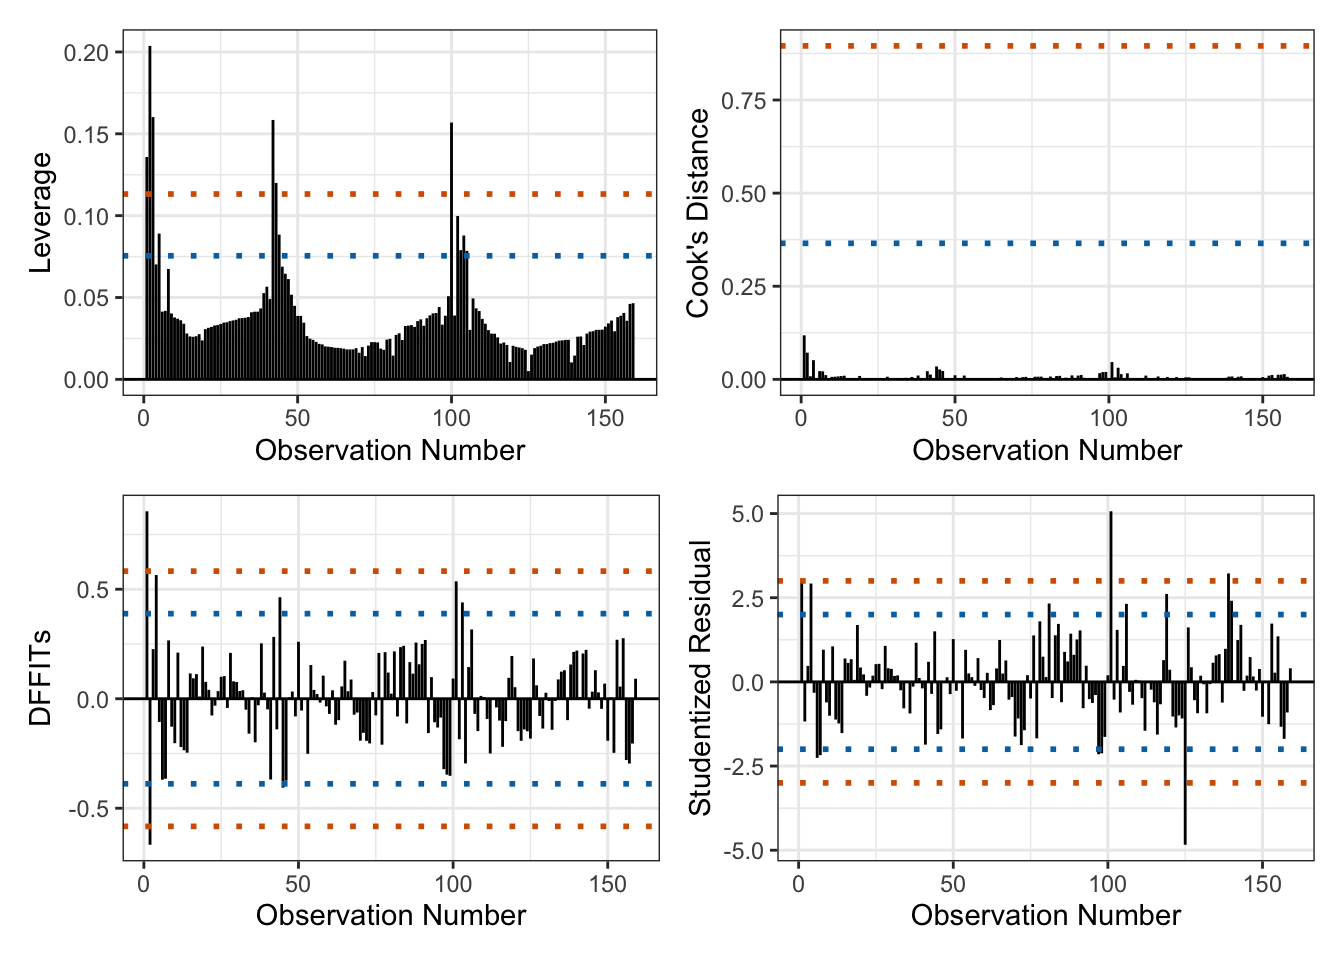 Leverage
0.20
0.15
0.10
0.05
0.00
0 50 100 150
Observation Number
Cook's Distance
0.75
0.50
0.25
0.00
0 50 100 150
Observation Number
DFFITs
0.5
0.0
-0.5
0 50 100 150
Observation Number
Studentized Residual
5.0
2.5
0.0
-2.5
-5.0
0 50 100 150
Observation Number